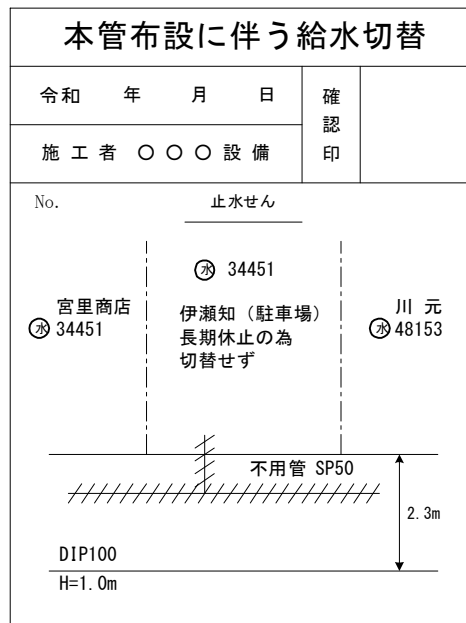 本管布設に伴う給水切替
令和　年　月　日
確認印
施工者 〇〇〇設備
No.
止水せん
水 34451
宮里商店
水 34451
伊瀬知（駐車場）
長期休止の為
切替せず
川元
水 48153
不用管 SP50
2.3m
DIP100
H=1.0m